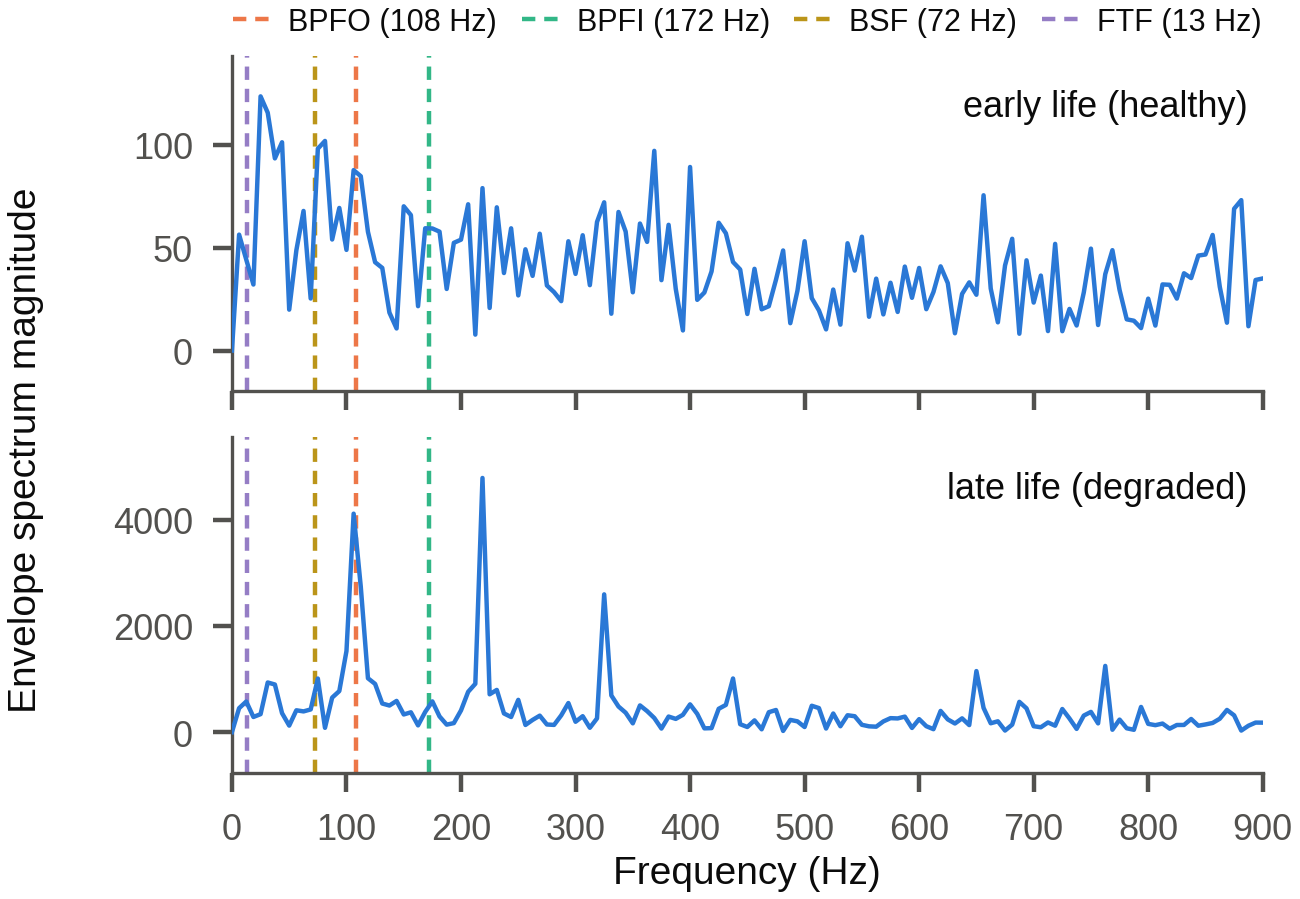 BPFO (108 Hz) BPFI (172 Hz) BSF (72 Hz) FTF (13 Hz)
Envelope spectrum magnitude
early life (healthy)
100
50
0
late life (degraded)
4000
2000
0
0 100 200 300 400 500 600 700 800 900
Frequency (Hz)